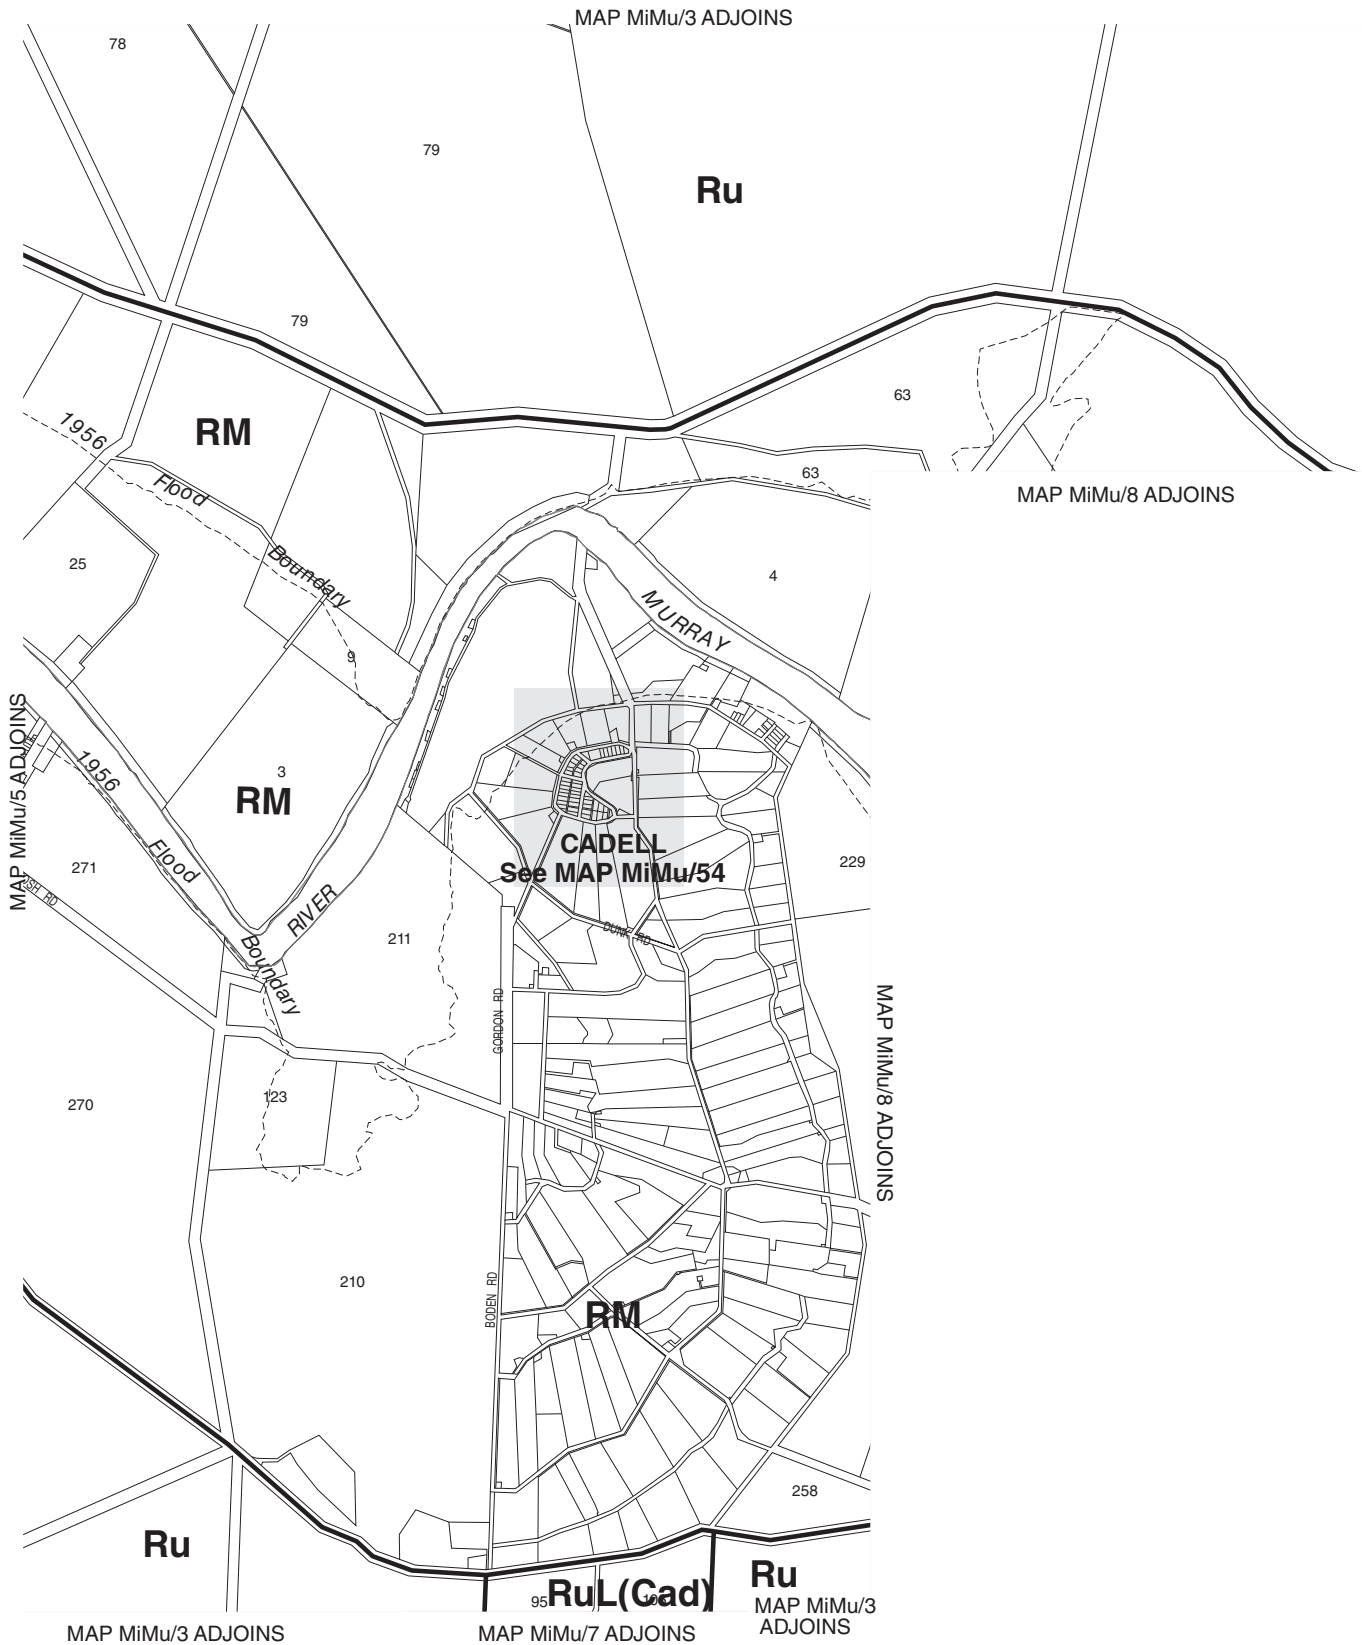 MAP MiMu/3 ADJOINS
78
79
Ru
79
63
RM
1956
Flood
63
MAP MiMu/8 ADJOINS
Boundary
25
4
MURRAY
9
MAP MiMu/5 ADJOINS
1956
3
RM
Flood
CADELL
See MAP MiMu/54
271
229
RIVER
DUNK RD
211
Boundary
GORDON RD
MAP MiMu/8 ADJOINS
270
123
210
BODEN RD
RM
258
Ru
Ru
RuL(Cad)
95
MAP MiMu/3
ADJOINS
MAP MiMu/3 ADJOINS
MAP MiMu/7 ADJOINS